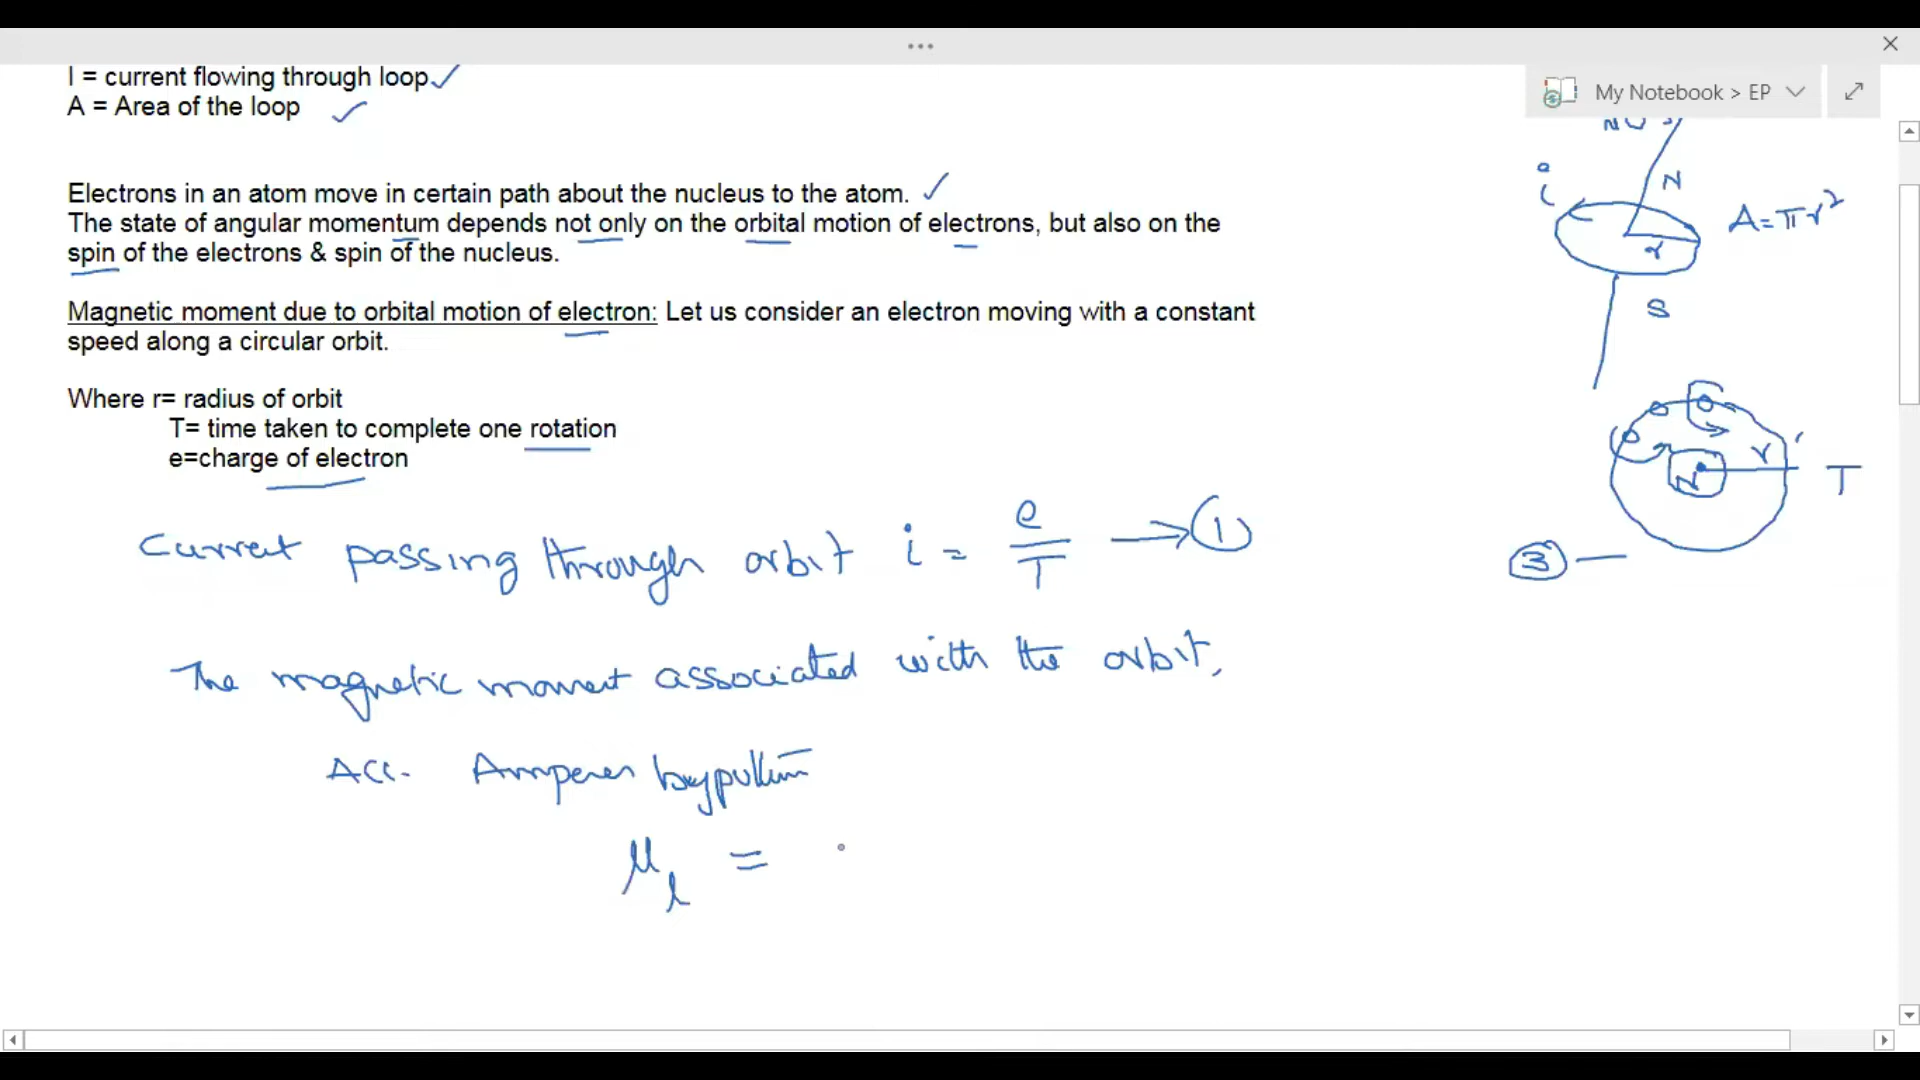 I = current flowing through loop
My Notebook > EP
A = Area of the loop
N
i
N
A=πr²
r
Electrons in an atom move in certain path about the nucleus to the atom.
The state of angular momentum depends not only on the orbital motion of electrons, but also on the
spin of the electrons & spin of the nucleus.
S
Magnetic moment due to orbital motion of electron: Let us consider an electron moving with a constant
speed along a circular orbit.
Where r= radius of orbit
T= time taken to complete one rotation
e=charge of electron
r
N
T
Current passing through orbit i = e/T → ①
③ —
The magnetic moment associated with the orbit,
Acc.
μ_l =